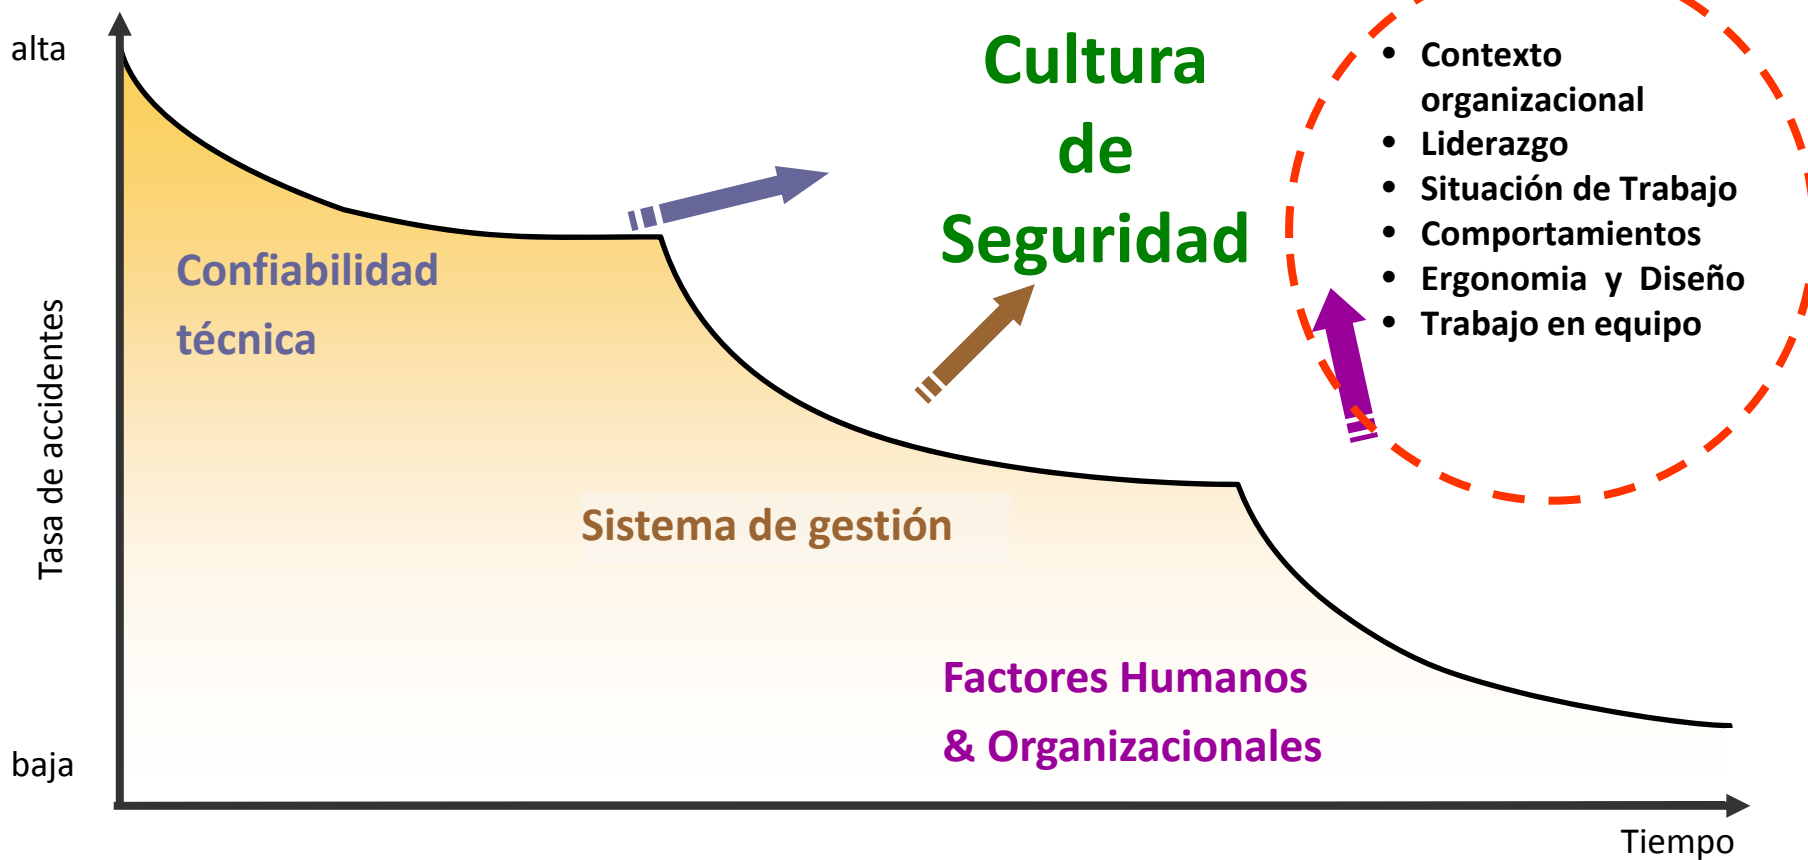 alta
Cultura
de
Seguridad
• Contexto
organizacional
• Liderazgo
• Situación de Trabajo
• Comportamientos
• Ergonomia y Diseño
• Trabajo en equipo
Confiabilidad
técnica
Tasa de accidentes
Sistema de gestión
Factores Humanos
& Organizacionales
baja
Tiempo